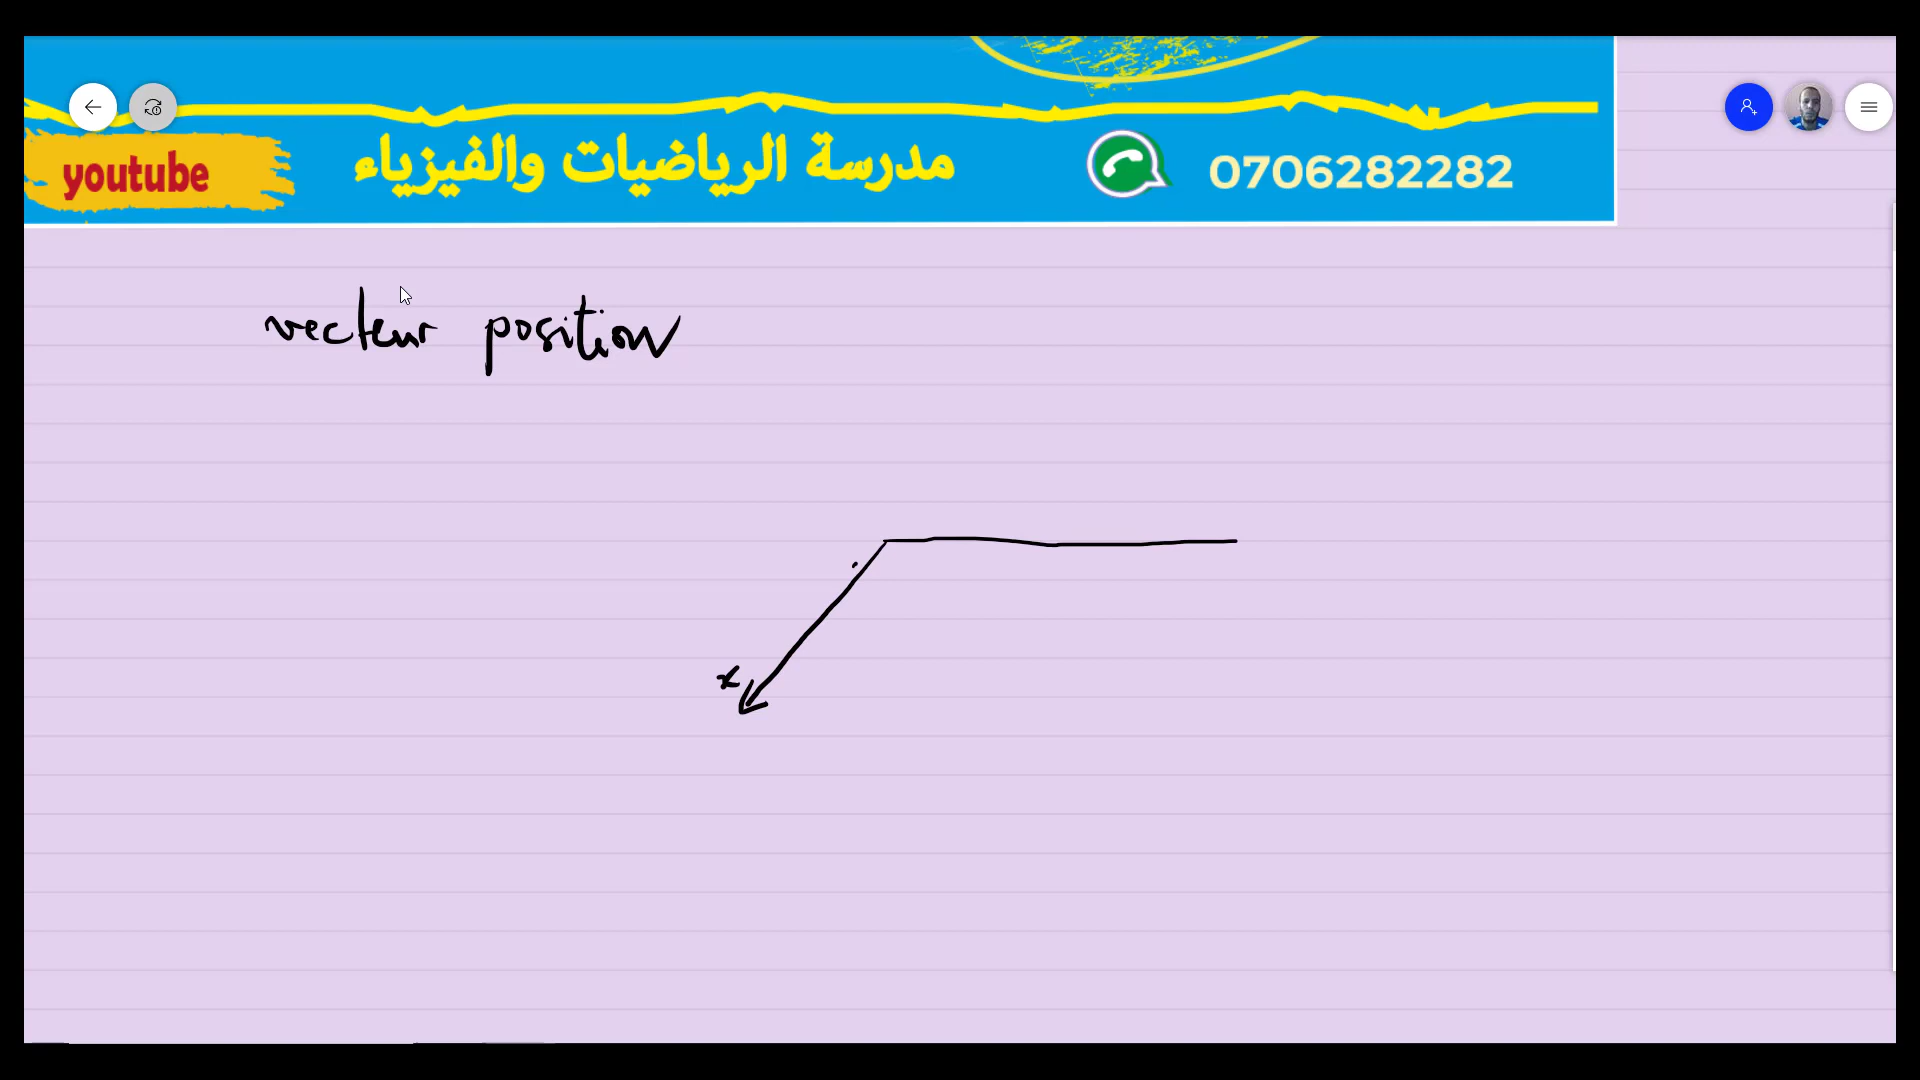 youtube
مدرسة الرياضيات والفيزياء
0706282282
vecteur position
x